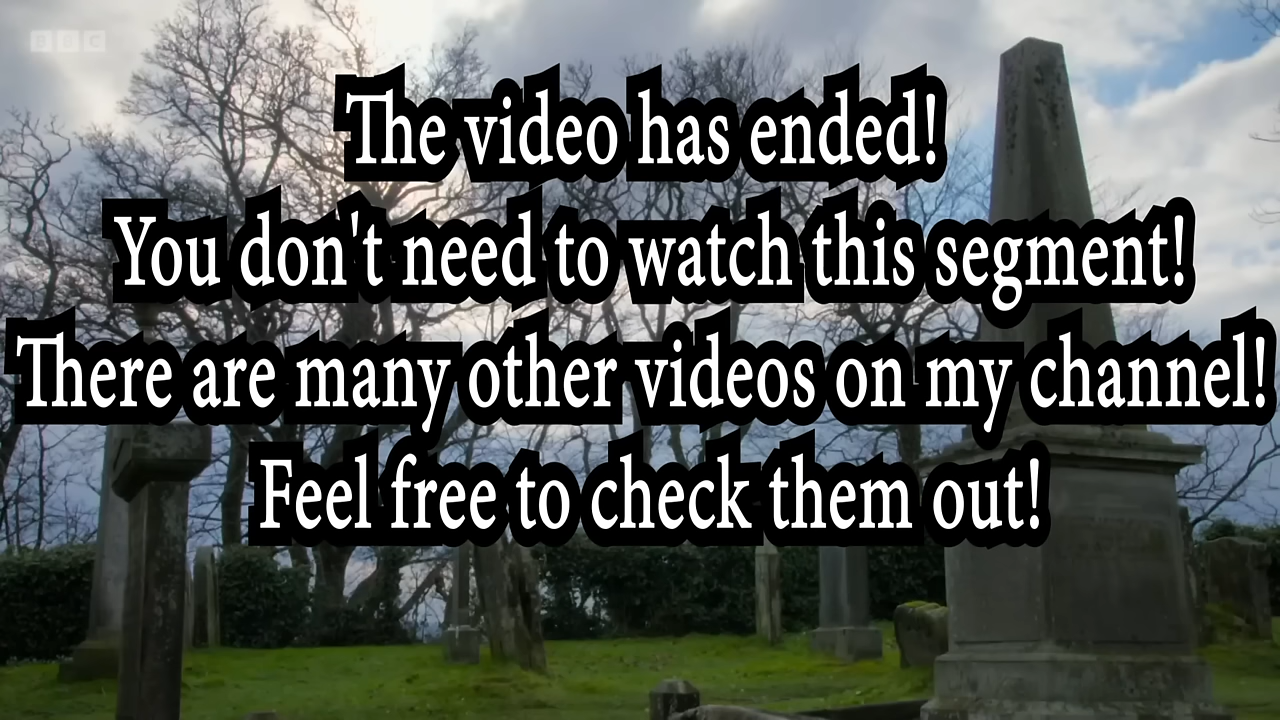 BBC
The video has ended!
You don't need to watch this segment!
There are many other videos on my channel!
Feel free to check them out!